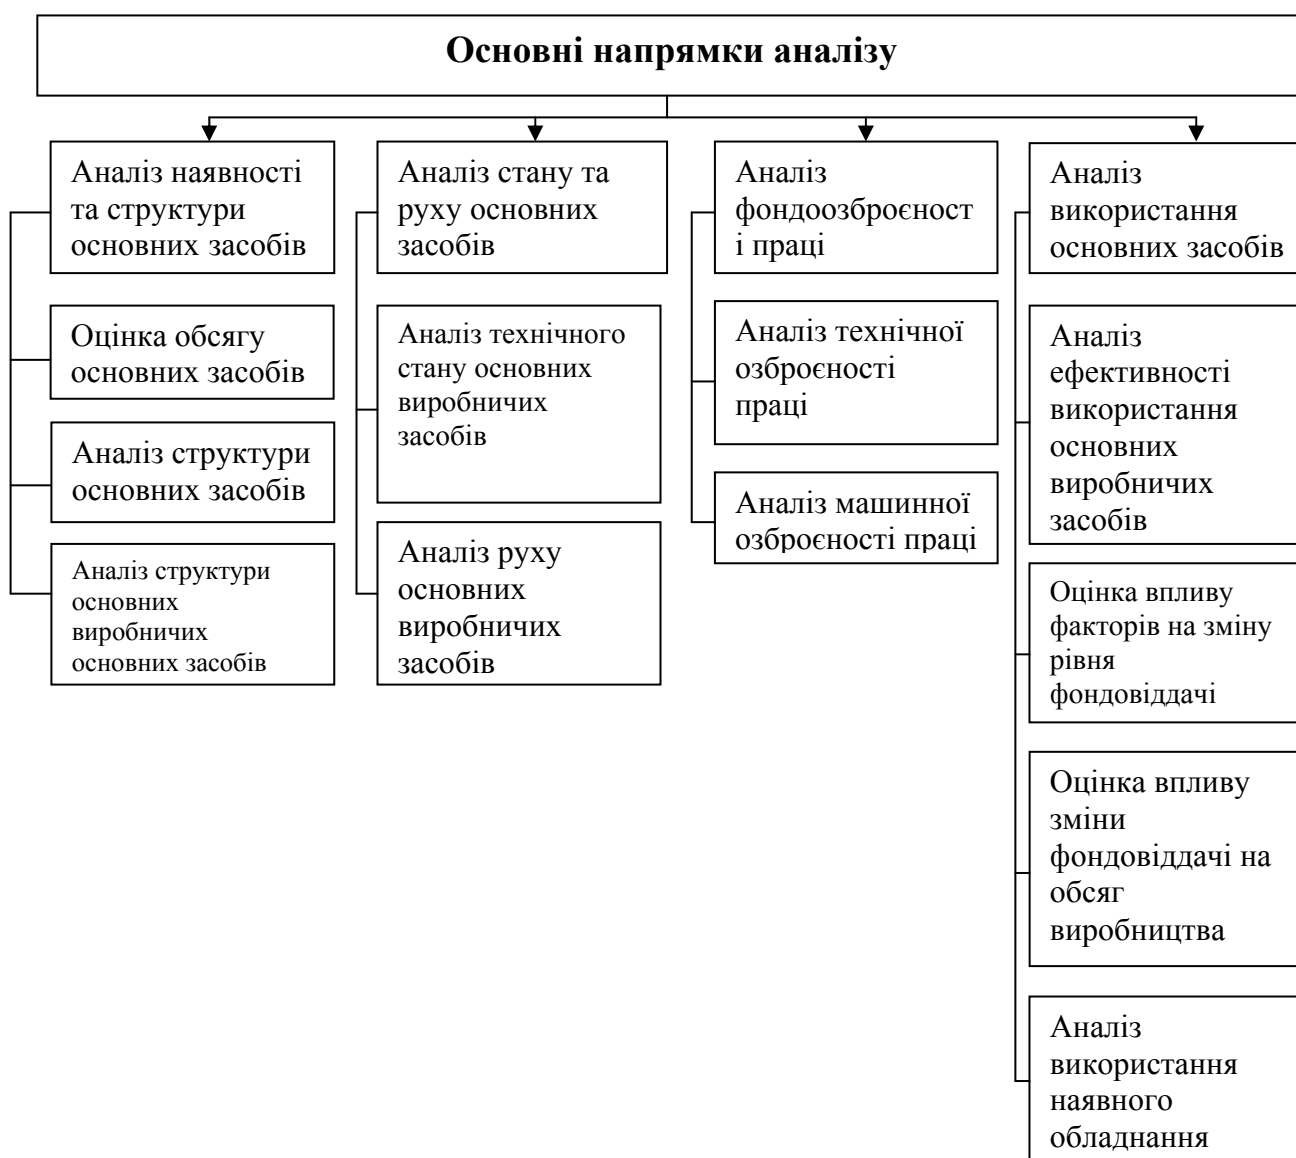 Основні напрямки аналізу
Аналіз наявності
та структури
основних засобів
Оцінка обсягу
основних засобів
Аналіз структури
основних засобів
Аналіз структури
основних
виробничих
основних засобів
Аналіз стану та
руху основних
засобів
Аналіз технічного
стану основних
виробничих
засобів
Аналіз руху
основних
виробничих
засобів
Аналіз
фондоозброєност
і праці
Аналіз технічної
озброєності
праці
Аналіз машинної
озброєності праці
Аналіз
використання
основних засобів
Аналіз
ефективності
використання
основних
виробничих
засобів
Оцінка впливу
факторів на зміну
рівня
фондовіддачі
Оцінка впливу
зміни
фондовіддачі на
обсяг
виробництва
Аналіз
використання
наявного
обладнання